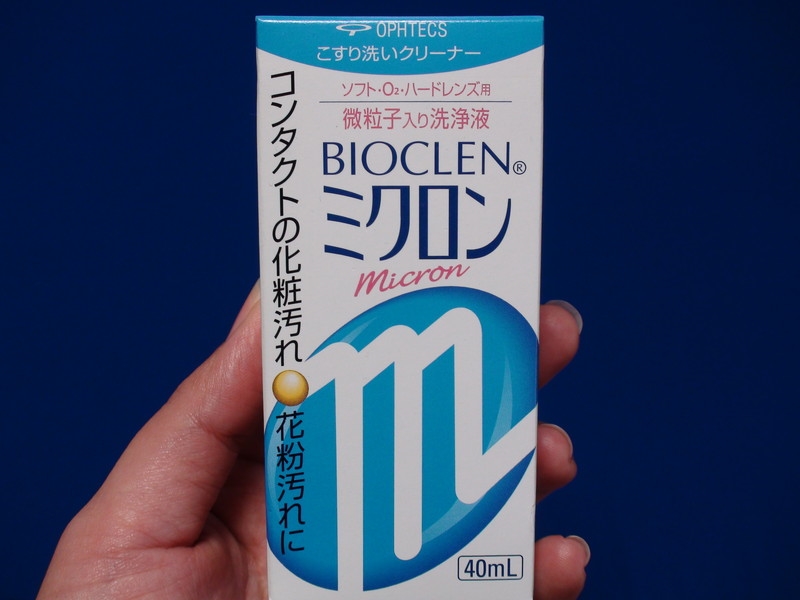 OPHTECS
こすり洗いクリーナー
ソフト・O₂・ハードレンズ用
微粒子入り洗浄液
BIOCLEN®
ミクロン
micron
コンタクトの化粧汚れ
花粉汚れに
m
40mL